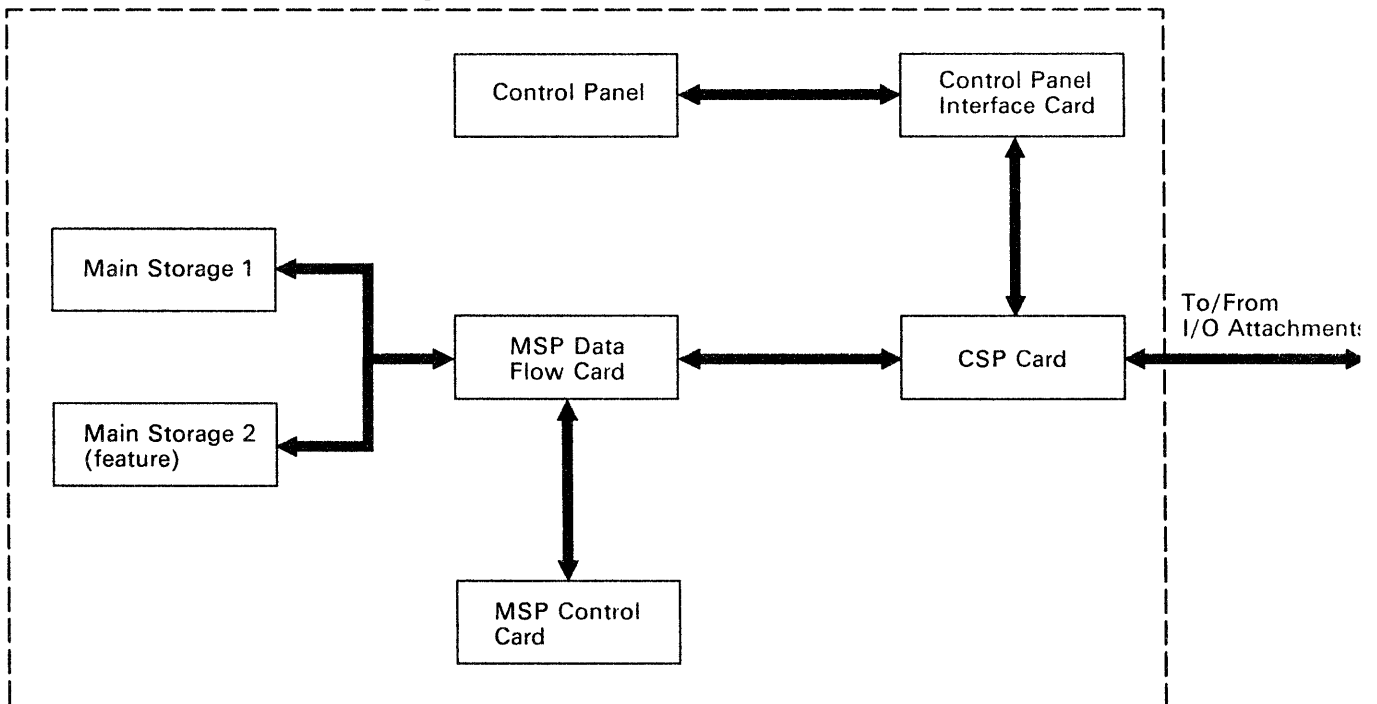 Control Panel
Control Panel
Interface Card
Main Storage 1
To/From
I/O Attachments
MSP Data
Flow Card
CSP Card
Main Storage 2
(feature)
MSP Control
Card